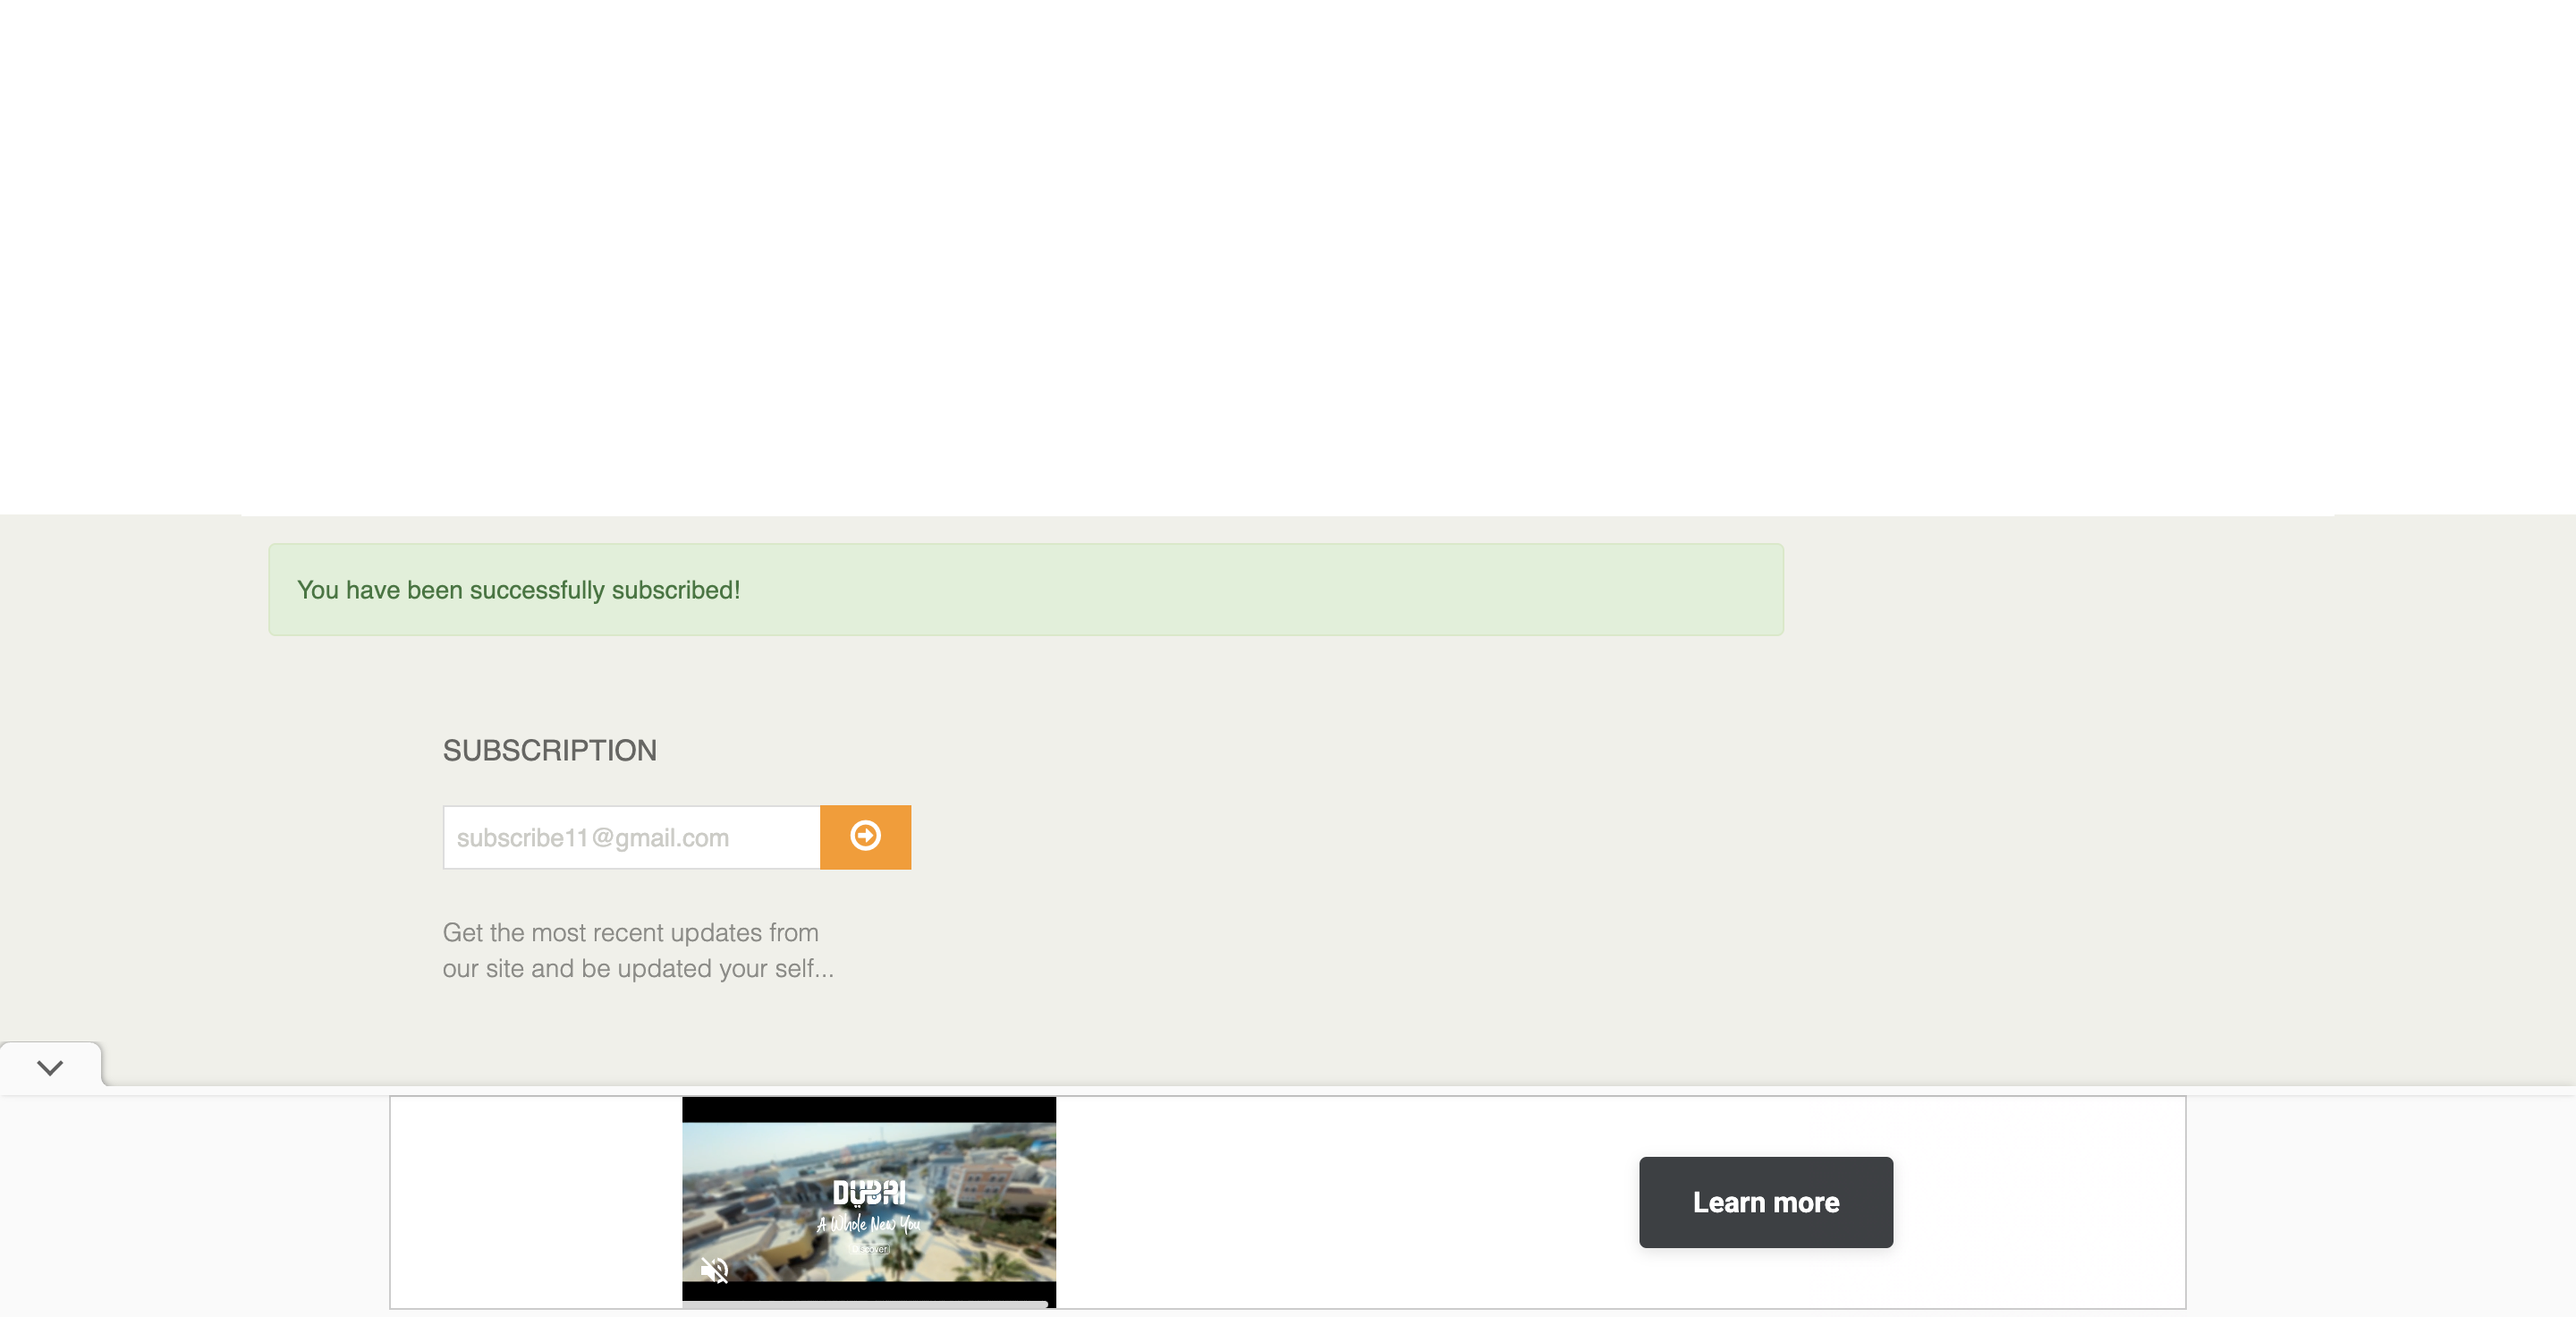 You have been successfully subscribed!
SUBSCRIPTION
subscribe11@gmail.com
Get the most recent updates from
our site and be updated your self...
DUBAI
A Whole New You
Discover
Learn more